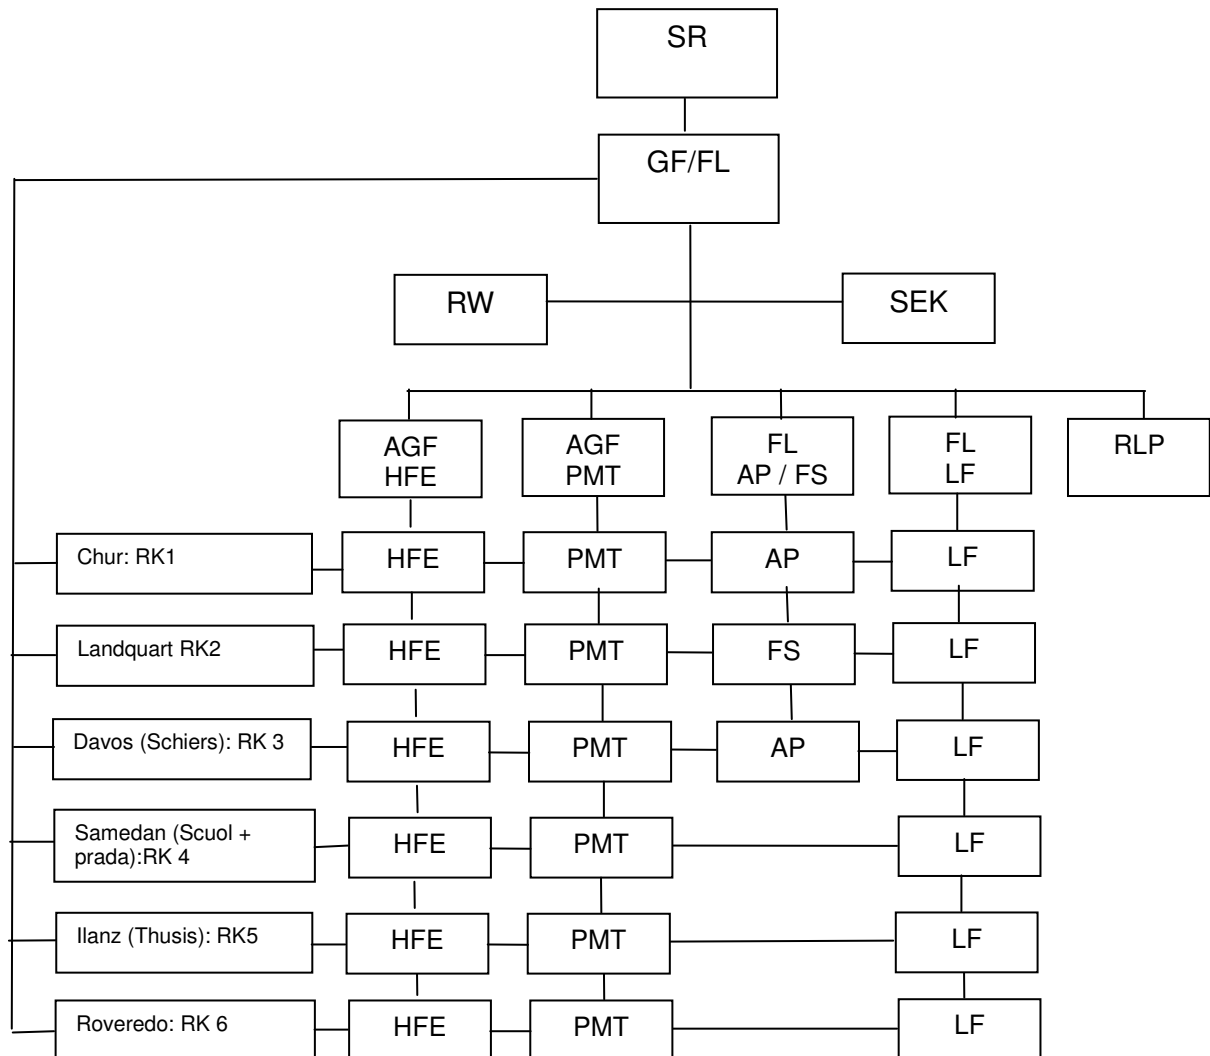 SR
GF/FL
RW
SEK
AGF
HFE
AGF
PMT
FL
AP / FS
FL
LF
RLP
Chur: RK1
HFE
PMT
AP
LF
Landquart RK2
HFE
PMT
FS
LF
Davos (Schiers): RK 3
HFE
PMT
AP
LF
Samedan (Scuol +
prada):RK 4
HFE
PMT
LF
Ilanz (Thusis): RK5
HFE
PMT
LF
Roveredo: RK 6
HFE
PMT
LF